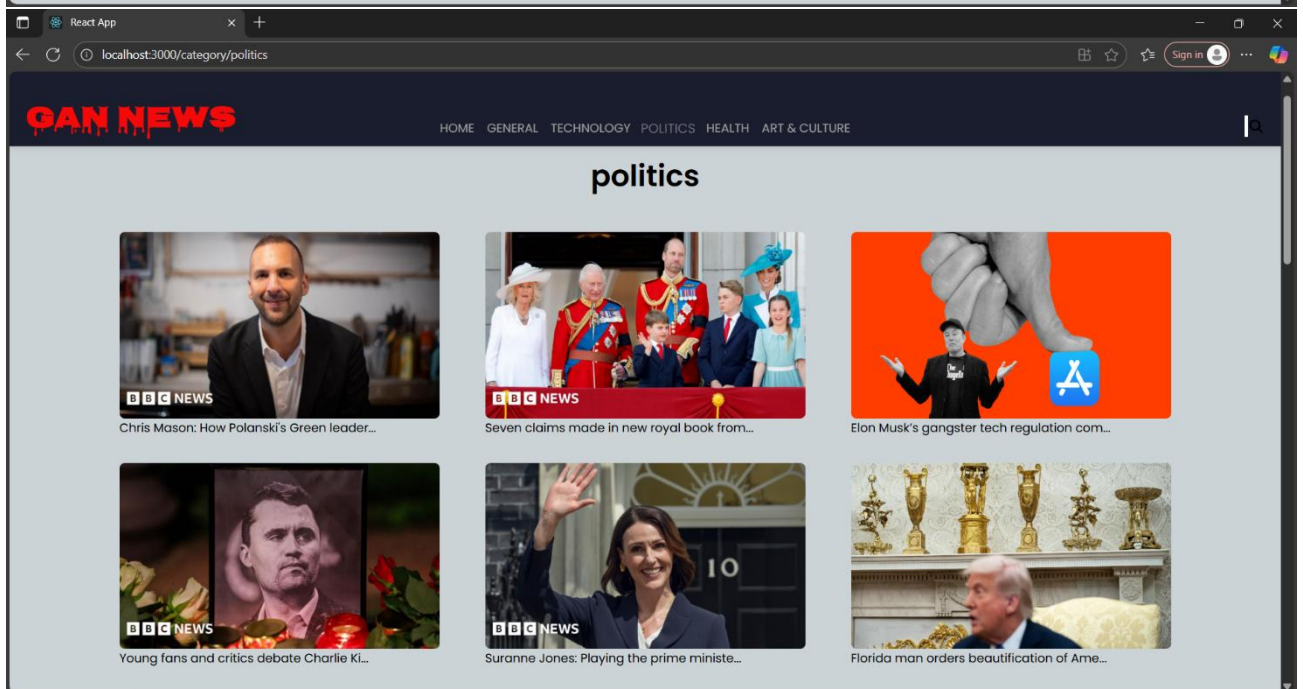 React App
localhost:3000/category/politics
Sign in
GAN NEWS
HOME GENERAL TECHNOLOGY POLITICS HEALTH ART & CULTURE
politics
BBC NEWS
BBC NEWS
Chris Mason: How Polanski's Green leader...
Seven claims made in new royal book from...
Elon Musk's gangster tech regulation com...
BBC NEWS
10
BBC NEWS
Young fans and critics debate Charlie Ki...
Suranne Jones: Playing the prime ministe...
Florida man orders beautification of Ame...